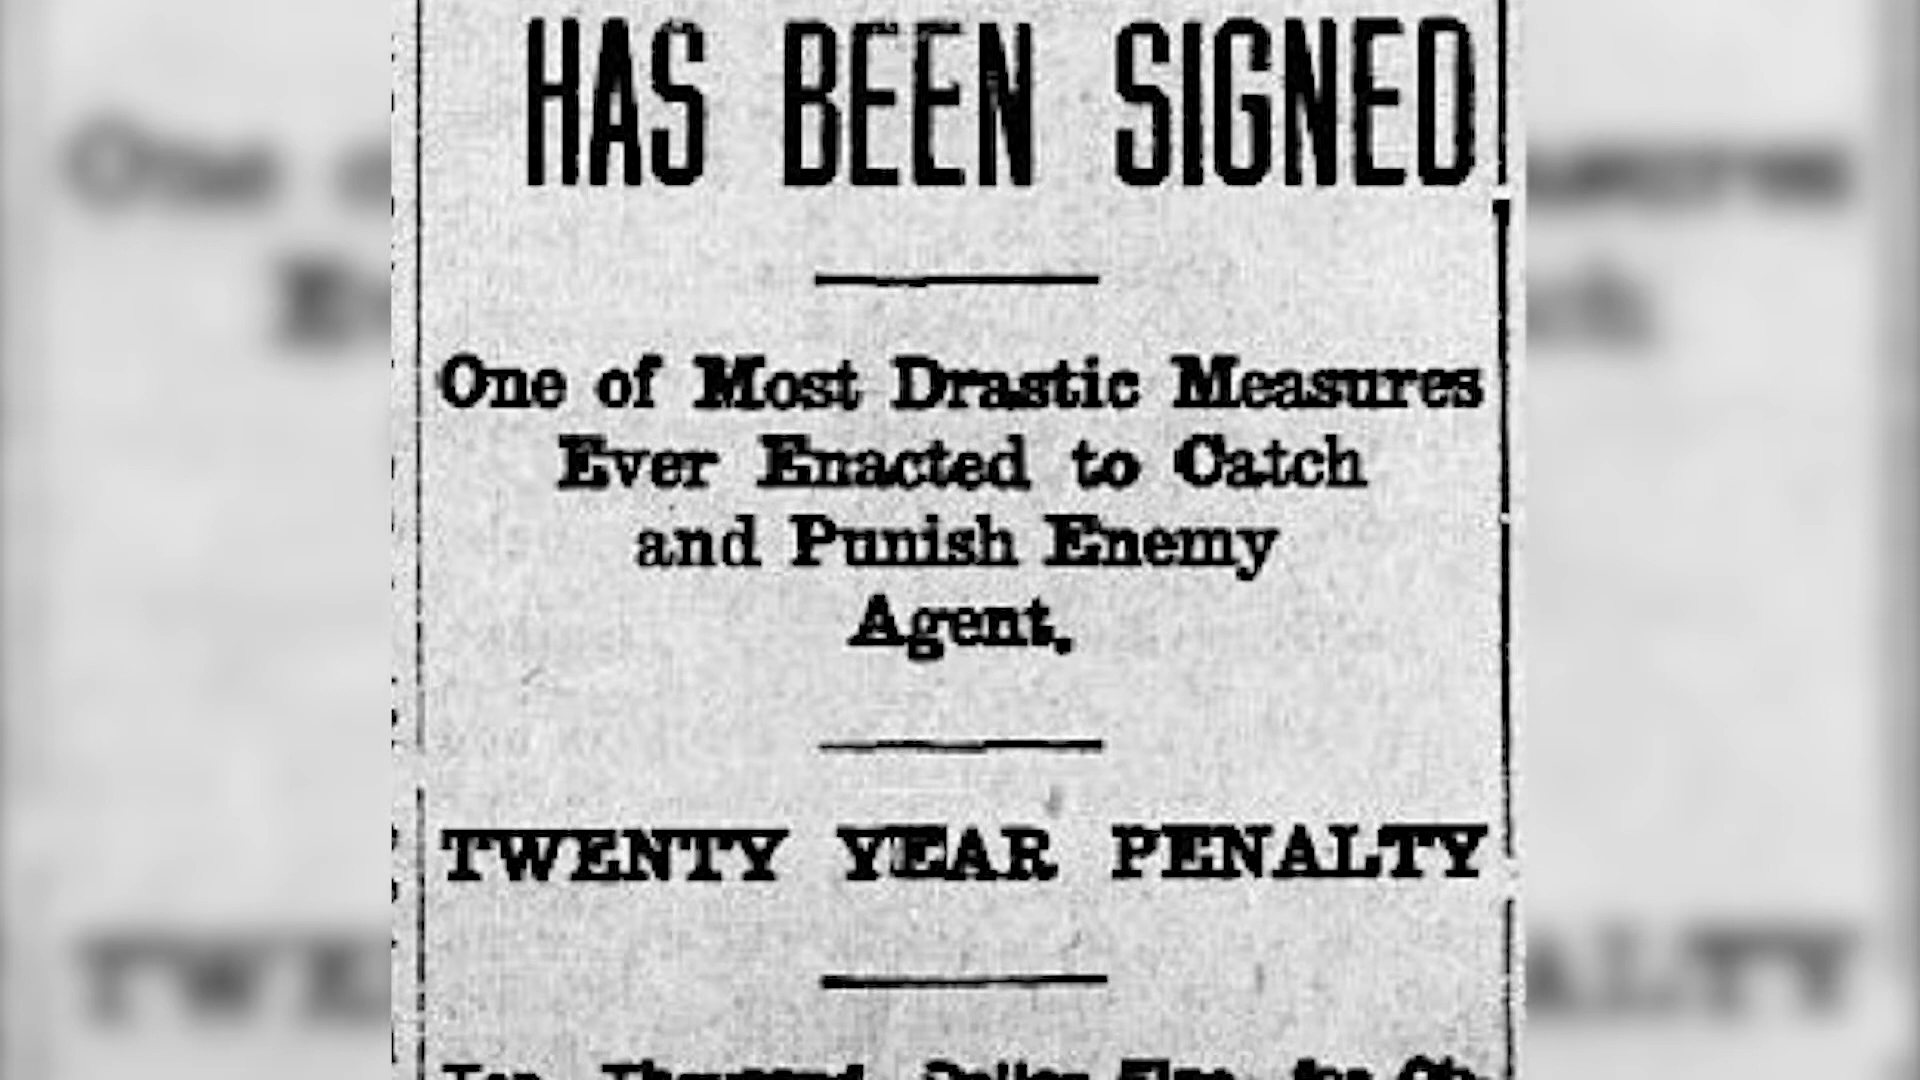 HAS BEEN SIGNED
One of Most Drastic Measures
Ever Enacted to Catch
and Punish Enemy
Agent.
TWENTY YEAR PENALTY